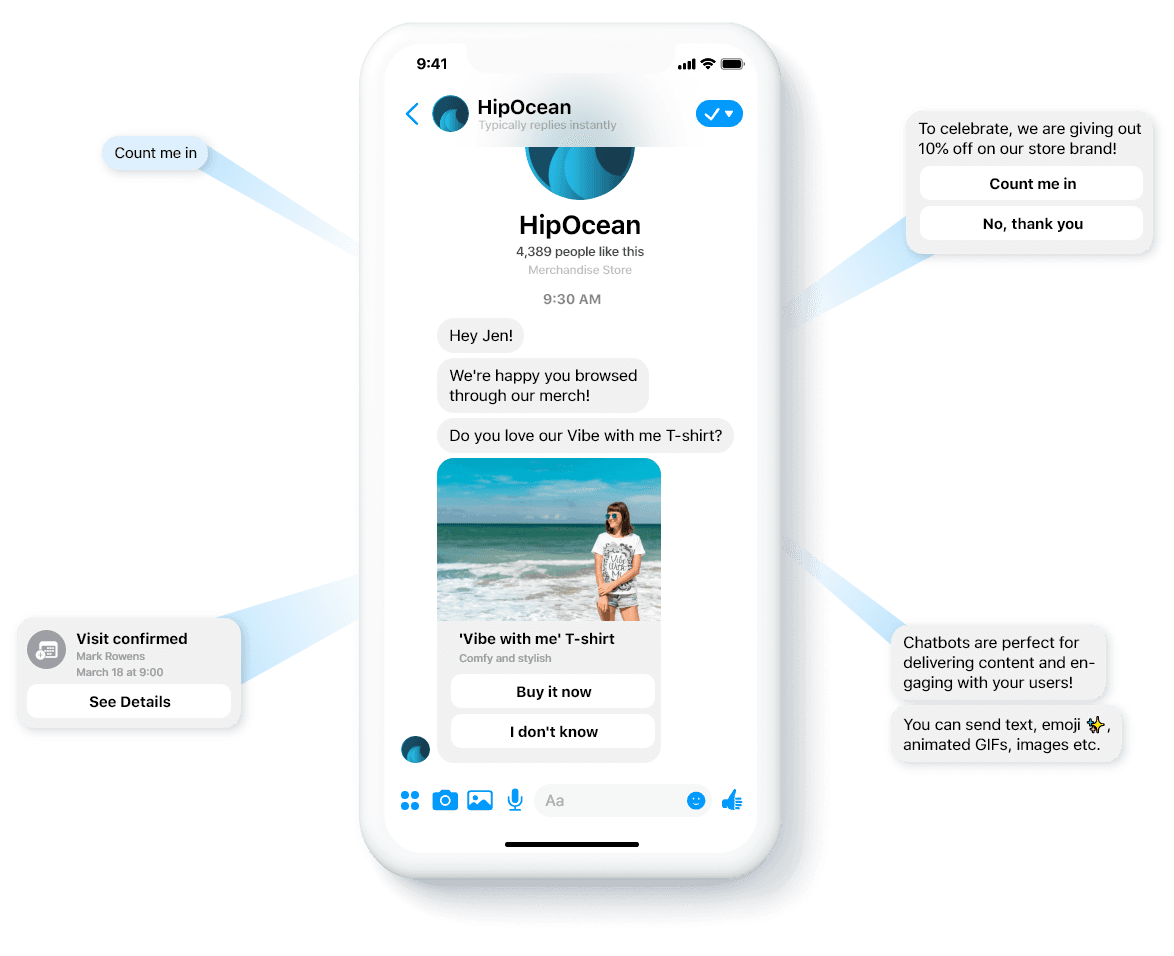 9:41
HipOcean
Typically replies instantly
HipOcean
4,389 people like this
Merchandise Store
9:30 AM
Hey Jen!
We're happy you browsed
through our merch!
Do you love our Vibe with me T-shirt?
Vibe
With
Me
'Vibe with me' T-shirt
Comfy and stylish
Buy it now
I don't know
Aa
Count me in
Visit confirmed
Mark Rowens
March 18 at 9:00
See Details
To celebrate, we are giving out
10% off on our store brand!
Count me in
No, thank you
Chatbots are perfect for
delivering content and en-
gaging with your users!
You can send text, emoji ✨,
animated GIFs, images etc.